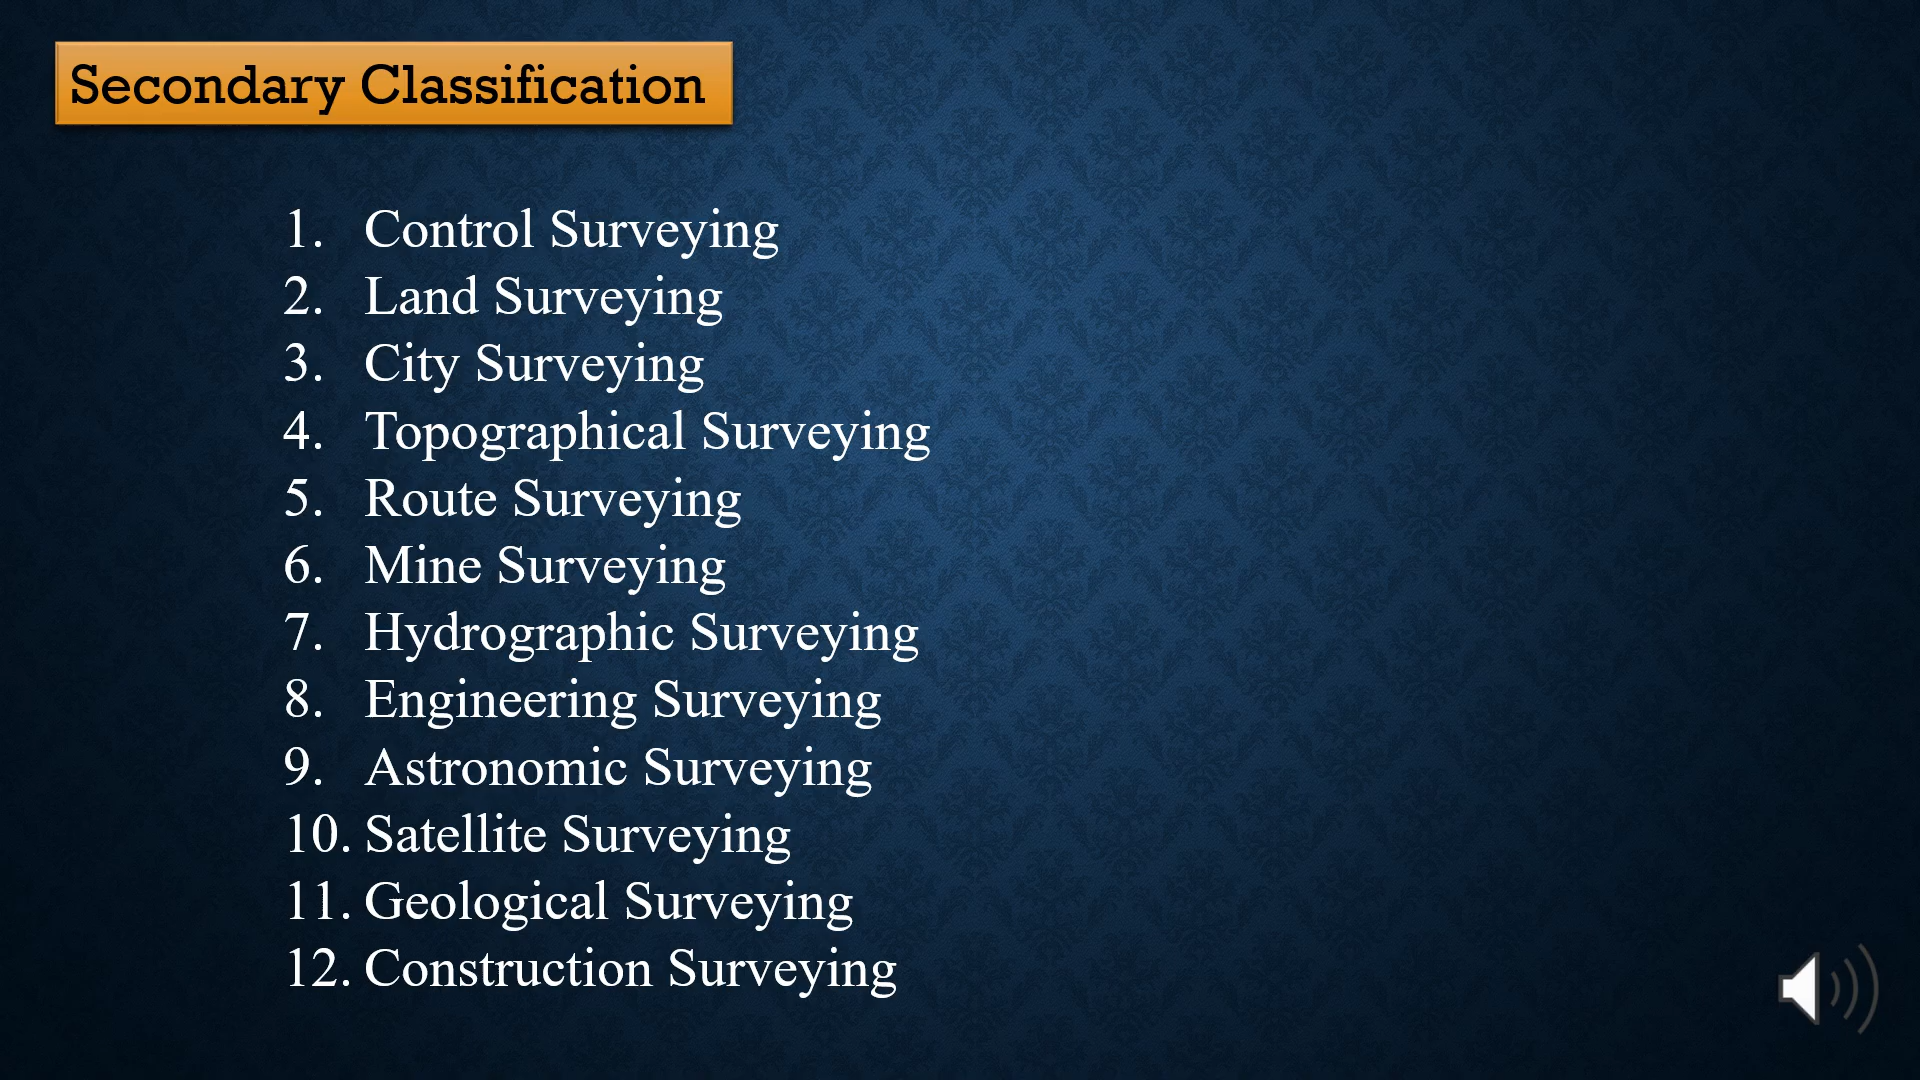 Secondary Classification
1. Control Surveying
2. Land Surveying
3. City Surveying
4. Topographical Surveying
5. Route Surveying
6. Mine Surveying
7. Hydrographic Surveying
8. Engineering Surveying
9. Astronomic Surveying
10. Satellite Surveying
11. Geological Surveying
12. Construction Surveying